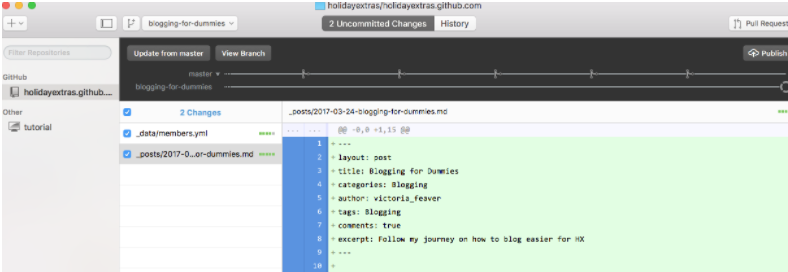 holidayextras/holidayextras.github.com
blogging-for-dummies
2 Uncommitted Changes
History
Pull Request
Filter Repositories
Update from master
View Branch
Publish
GitHub
master
holidayextras.github....
blogging-for-dummies
Other
2 Changes
_posts/2017-03-24-blogging-for-dummies.md
tutorial
_data/members.yml
... ... @@ -0,0 +1,15 @@
_posts/2017-0...or-dummies.md
1 + ---
2 + layout: post
3 + title: Blogging for Dummies
4 + categories: Blogging
5 + author: victoria_feaver
6 + tags: Blogging
7 + comments: true
8 + excerpt: Follow my journey on how to blog easier for HX
9 + ---
10 +